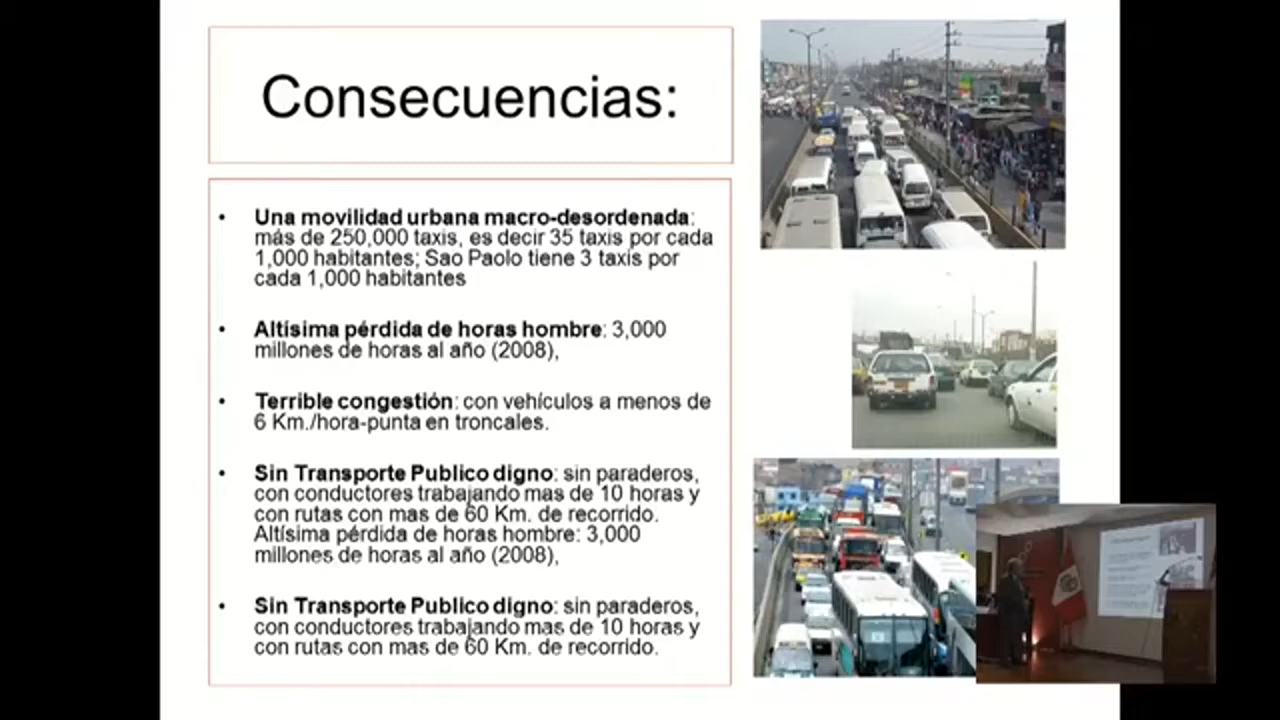 Consecuencias:
• Una movilidad urbana macro-desordenada:
más de 250,000 taxis, es decir 35 taxis por cada
1,000 habitantes; Sao Paolo tiene 3 taxis por
cada 1,000 habitantes
• Altísima pérdida de horas hombre: 3,000
millones de horas al año (2008),
• Terrible congestión: con vehículos a menos de
6 Km./hora-punta en troncales.
• Sin Transporte Publico digno: sin paraderos,
con conductores trabajando mas de 10 horas y
con rutas con mas de 60 Km. de recorrido.
Altísima pérdida de horas hombre: 3,000
millones de horas al año (2008),
• Sin Transporte Publico digno: sin paraderos,
con conductores trabajando mas de 10 horas y
con rutas con mas de 60 Km. de recorrido.